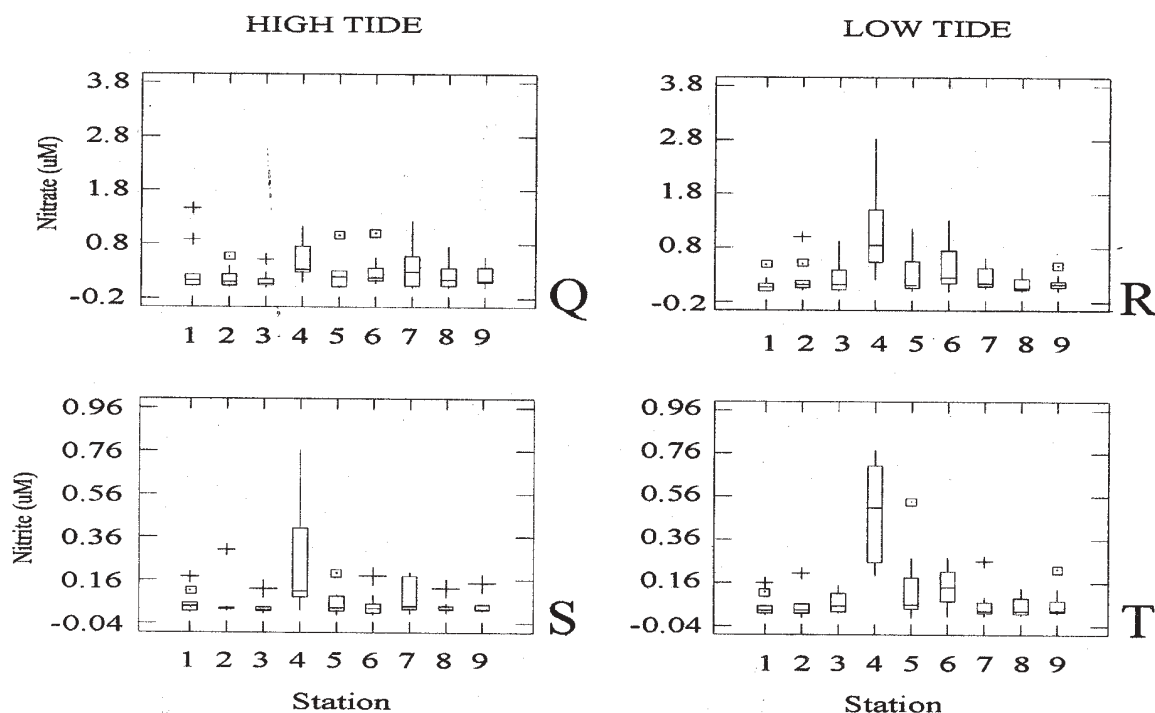 HIGH TIDE
LOW TIDE
Nitrate (uM)
3.8
2.8
1.8
0.8
-0.2
1 2 3 4 5 6 7 8 9
Q
3.8
2.8
1.8
0.8
-0.2
1 2 3 4 5 6 7 8 9
R
Nitrite (uM)
0.96
0.76
0.56
0.36
0.16
-0.04
1 2 3 4 5 6 7 8 9
S
Station
0.96
0.76
0.56
0.36
0.16
-0.04
1 2 3 4 5 6 7 8 9
T
Station